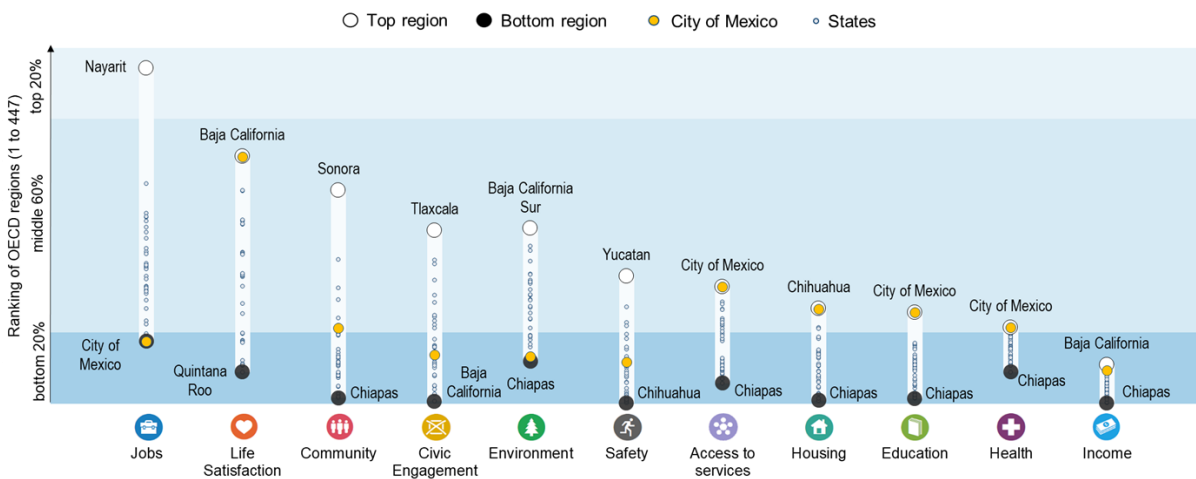 Top region
Bottom region
City of Mexico
States
Ranking of OECD regions (1 to 447)
bottom 20%
middle 60%
top 20%
Nayarit
City of
Mexico
Baja California
Quintana
Roo
Sonora
Chiapas
Tlaxcala
Baja
California
Baja California
Sur
Chiapas
Yucatan
Chihuahua
City of Mexico
Chiapas
Chihuahua
Chiapas
City of Mexico
Chiapas
City of Mexico
Chiapas
Baja California
Chiapas
Jobs
Life
Satisfaction
Community
Civic
Engagement
Environment
Safety
Access to
services
Housing
Education
Health
Income